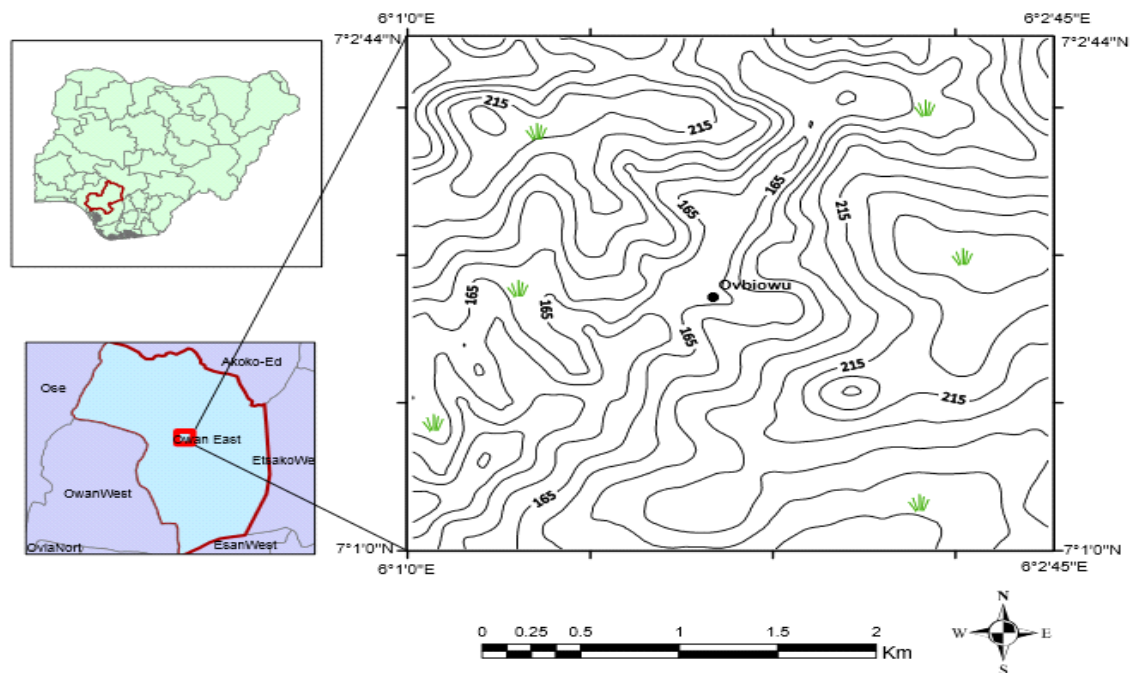 6°1'0"E
6°2'45"E
7°2'44"N
7°2'44"N
215
215
165
165
215
Ovbiowu
165
165
165
215
215
165
Akoko-Ed
Ose
Owan East
EtsakoWe
OwanWest
OviaNort
EsanWest
7°1'0"N
7°1'0"N
6°1'0"E
6°2'45"E
0 0.25 0.5 1 1.5 2
Km
N
W E
S